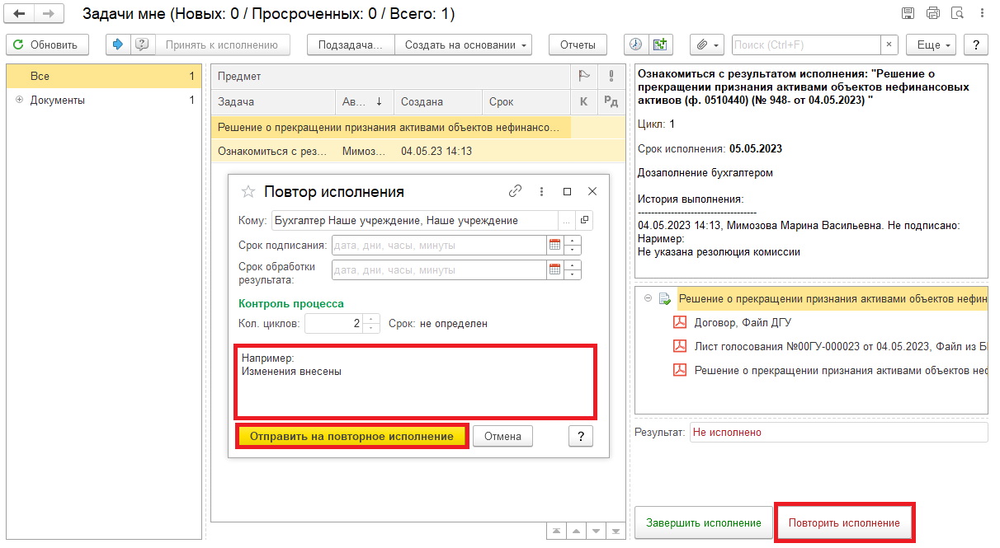 Задачи мне (Новых: 0 / Просроченных: 0 / Всего: 1)
Обновить
?
Принять к исполнению
Подзадача...
Создать на основании
Отчеты
Поиск (Ctrl+F)
×
Еще
?
Все 1
Документы 1
Предмет
Задача Ав... ↓ Создана Срок К Рд
Решение о прекращении признания активами объектов нефинансо...
Ознакомиться с рез... Мимоз... 04.05.23 14:13
Повтор исполнения
Кому: Бухгалтер Наше учреждение, Наше учреждение ...
Срок подписания: дата, дни, часы, минуты
Срок обработки
результата: дата, дни, часы, минуты
Контроль процесса
Кол. циклов: 2 Срок: не определен
Например:
Изменения внесены
Отправить на повторное исполнение
Отмена
?
Ознакомиться с результатом исполнения: "Решение о
прекращении признания активами объектов нефинансовых
активов (ф. 0510440) (№ 948- от 04.05.2023) "
Цикл: 1
Срок исполнения: 05.05.2023
Дозаполнение бухгалтером
История выполнения:
------------------------------------
04.05.2023 14:13, Мимозова Марина Васильевна. Не подписано:
Наример:
Не указана резолюция комиссии
Решение о прекращении признания активами объектов нефин
Договор, Файл ДГУ
Лист голосования №00ГУ-000023 от 04.05.2023, Файл из Б
Решение о прекращении признания активами объектов неф
Результат: Не исполнено
Завершить исполнение
Повторить исполнение